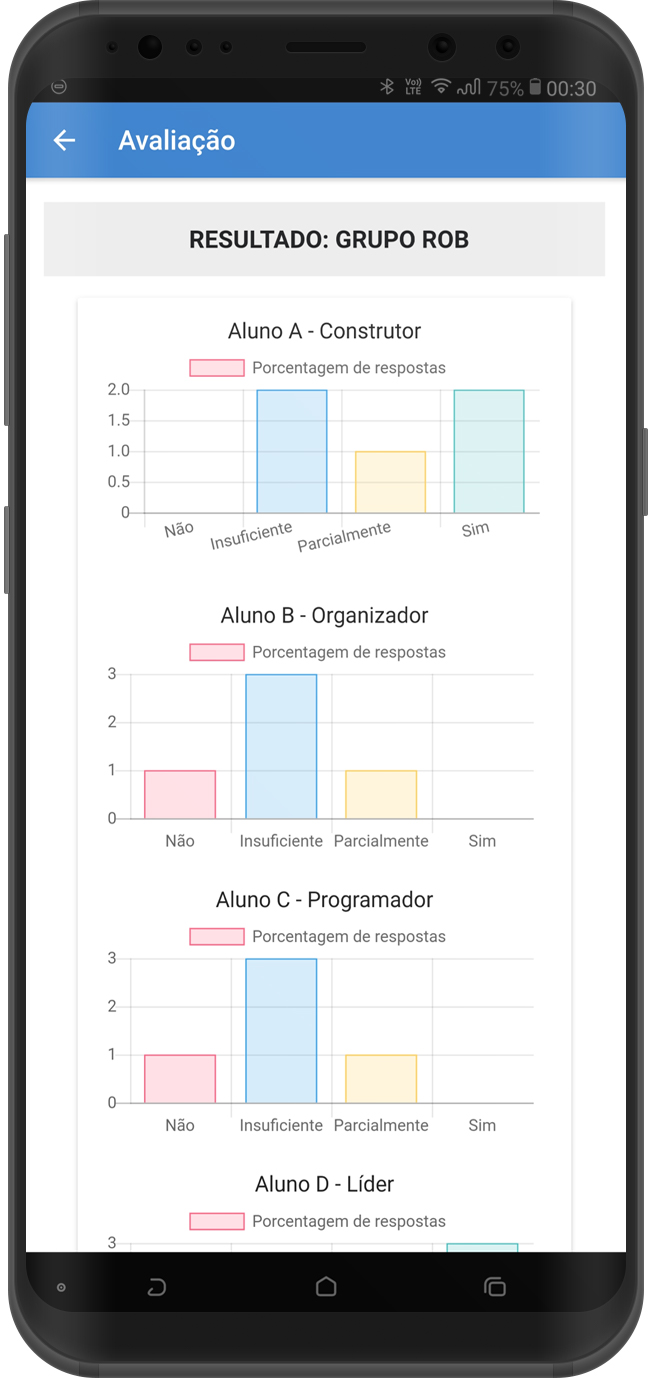 Vo)) LTE 75% 00:30
Avaliação
RESULTADO: GRUPO ROB
Aluno A - Construtor
Porcentagem de respostas
2.0
1.5
1.0
0.5
0
Não Insuficiente Parcialmente Sim
Aluno B - Organizador
Porcentagem de respostas
3
2
1
0
Não Insuficiente Parcialmente Sim
Aluno C - Programador
Porcentagem de respostas
3
2
1
0
Não Insuficiente Parcialmente Sim
Aluno D - Líder
Porcentagem de respostas
3